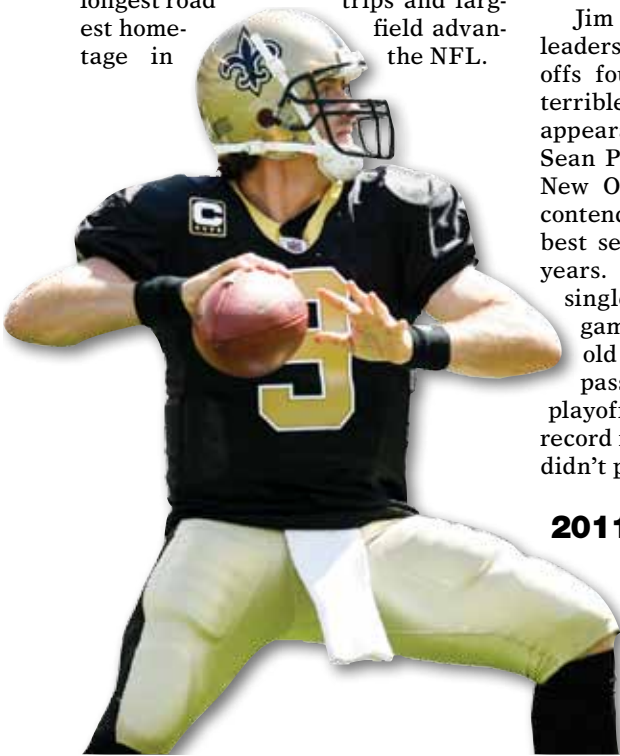 longest road trips and larg-
est home- field advan-
tage in the NFL.
Jim
leaders
offs fou
terrible
appear
Sean P
New O
contend
best se
years.
single
gam
old
pass
playoff
record
didn't p
2011
C
9